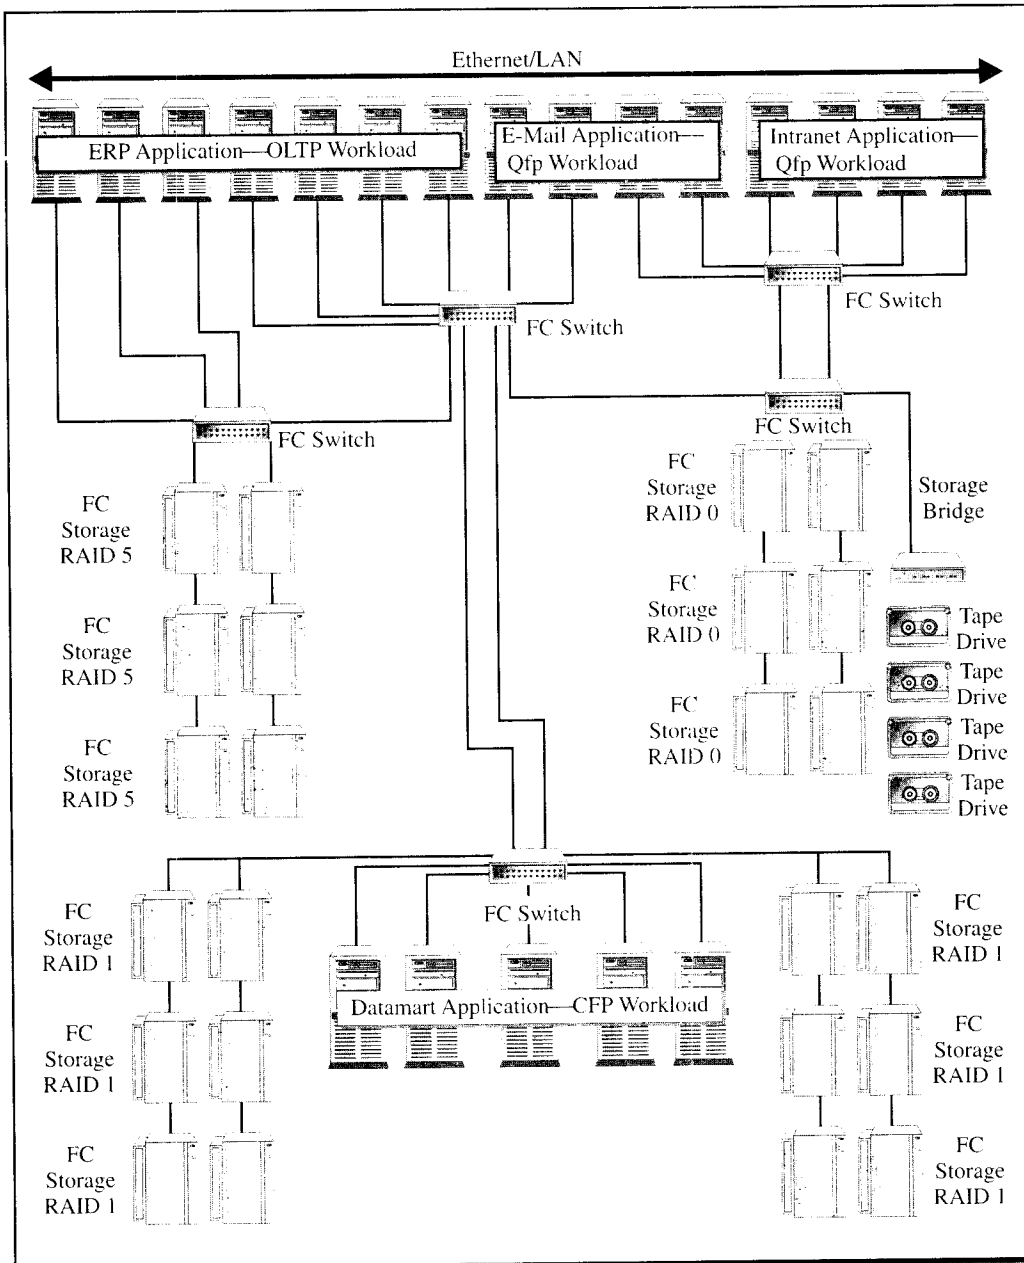 Ethernet/LAN
ERP Application—OLTP Workload
E-Mail Application—
Qfp Workload
Intranet Application—
Qfp Workload
FC Switch
FC Switch
FC Switch
FC Switch
FC
Storage
RAID 5
FC
Storage
RAID 5
FC
Storage
RAID 5
FC
Storage
RAID 0
FC
Storage
RAID 0
FC
Storage
RAID 0
Storage
Bridge
Tape
Drive
Tape
Drive
Tape
Drive
Tape
Drive
FC Switch
Datamart Application—CFP Workload
FC
Storage
RAID 1
FC
Storage
RAID 1
FC
Storage
RAID 1
FC
Storage
RAID 1
FC
Storage
RAID 1
FC
Storage
RAID 1